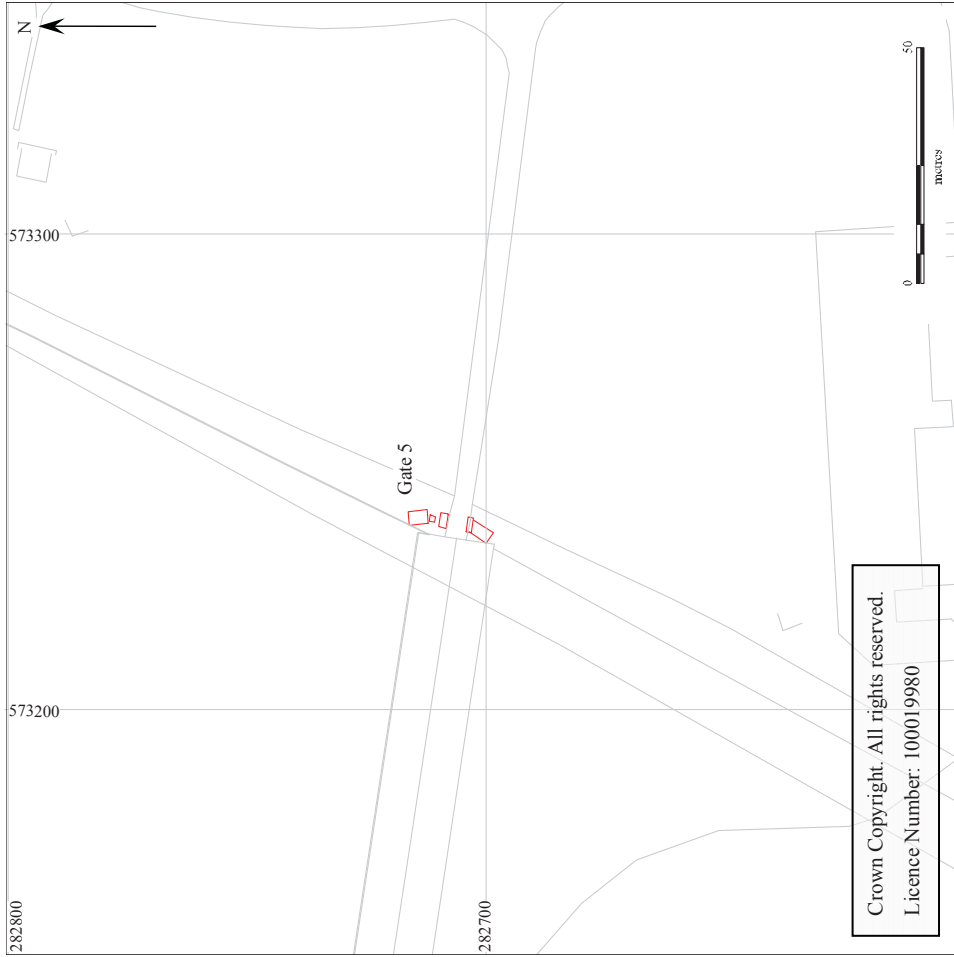 N
573300
573200
282800
282700
Gate 5
0
50
metres
Crown Copyright. All rights reserved.
Licence Number: 100019980